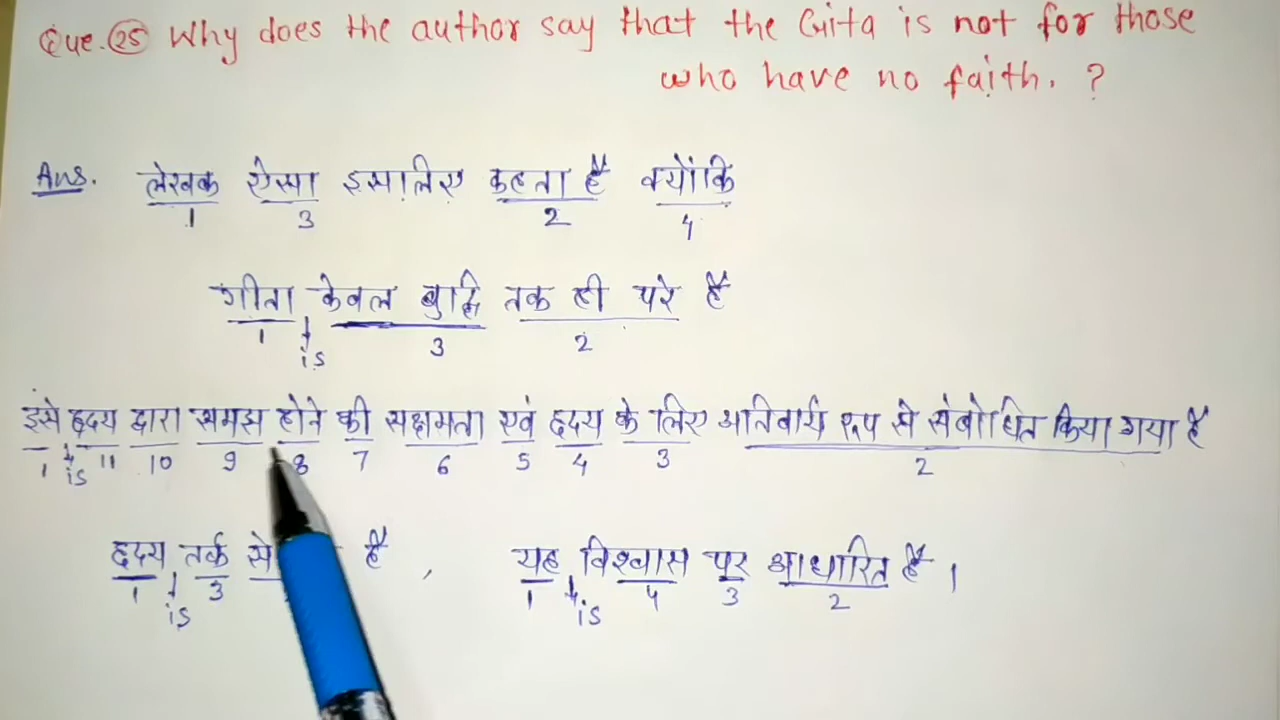 Que. 25 Why does the author say that the Gita is not for those
who have no faith. ?
Ans. लेखक ऐसा इसलिए कहता है क्योंकि
1 3 2 4
गीता केवल बुद्धि तक ही परे है
1 is 3 2
इसे हृदय द्वारा समझ होने की सक्षमता एवं हृदय के लिए अनिवार्य रूप से संबोधित किया गया है
1 is 11 10 9 8 7 6 5 4 3 2
हृदय तर्क से है , यह विश्वास पर आधारित है ।
1 is 3 1 is 4 3 2